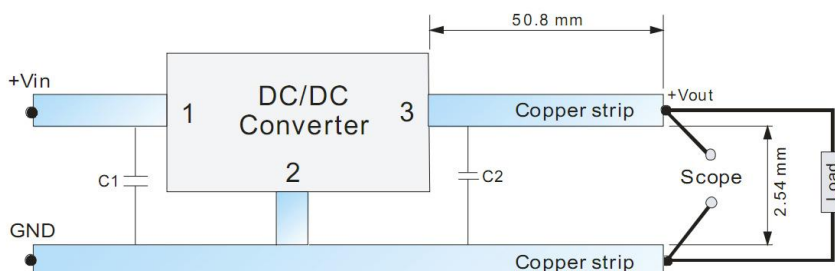 50.8 mm
+Vin
DC/DC
Converter
1
3
2
Copper strip
+Vout
C1
C2
Scope
2.54 mm
Load
GND
Copper strip